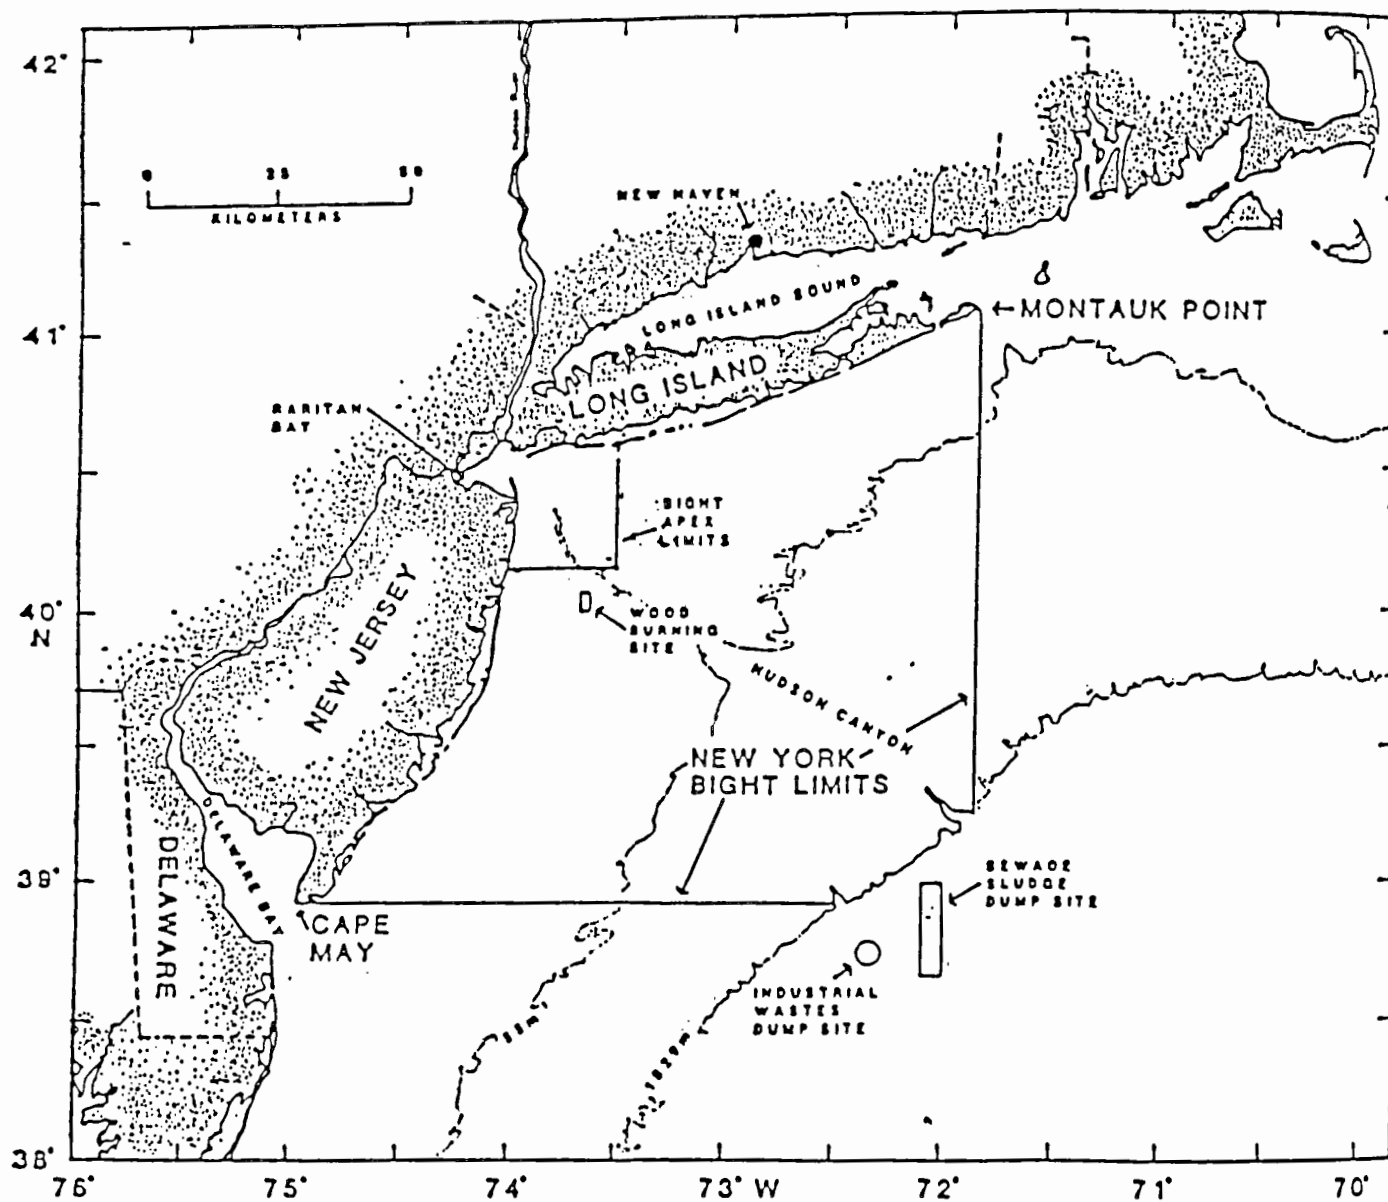 42°
0 25 50
KILOMETERS
NEW HAVEN
LONG ISLAND SOUND
MONTAUK POINT
41°
LONG ISLAND
RARITAN
BAY
BIGHT
APEX
LIMITS
40°
N
WOOD
BURNING
SITE
NEW JERSEY
HUDSON CANYON
NEW YORK
BIGHT LIMITS
39°
DELAWARE
DELAWARE BAY
CAPE
MAY
SEWAGE
SLUDGE
DUMP SITE
INDUSTRIAL
WASTES
DUMP SITE
1829m
38°
76° 75° 74° 73° W 72° 71° 70°